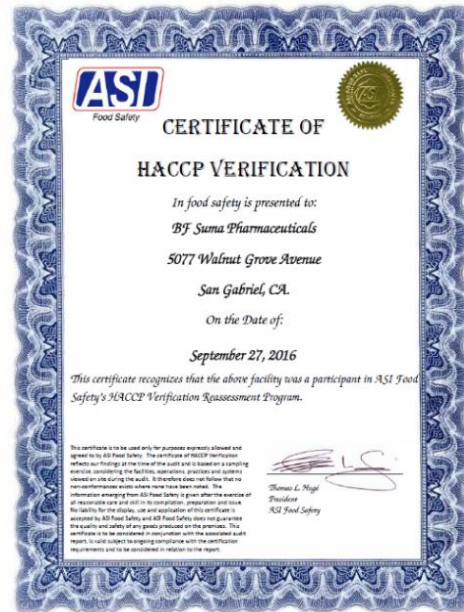 ASI
Food Safety
CERTIFICATE OF
HACCP VERIFICATION
In food safety is presented to:
BF Suma Pharmaceuticals
5077 Walnut Grove Avenue
San Gabriel, CA.
On the Date of:
September 27, 2016
This certificate recognizes that the above facility was a participant in ASI Food
Safety's HACCP Verification Reassessment Program.
This certificate is to be used only for purposes expressly allowed and
agreed to by ASI Food Safety. The certificate of HACCP Verification
reflects our findings at the time of the audit and is based on a sampling
exercise, considering the facilities, operations, practices and systems
viewed on site during the audit. It therefore does not follow that no
non-conformances exists where none have been noted. The
information emerging from ASI Food Safety is given after the exercise of
all reasonable care and skill in its compilation, preparation and issue.
No liability for the display, use and application of this certificate is
accepted by ASI Food Safety and ASI Food Safety does not guarantee
the quality and safety of any goods produced on the premises. This
certificate is to be considered in conjunction with the associated audit
report, is valid subject to ongoing compliance with the certification
requirements and to be considered in relation to the report.
Thomas L. Hugé
President
ASI Food Safety